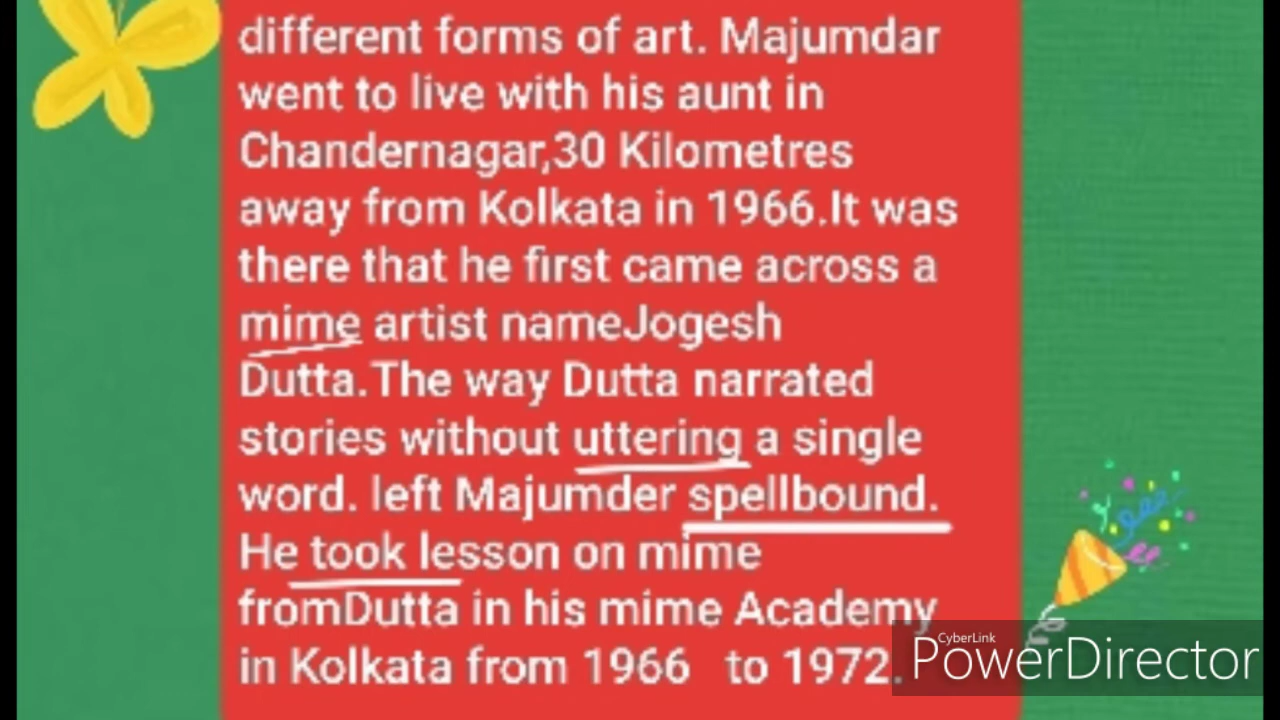 different forms of art. Majumdar
went to live with his aunt in
Chandernagar,30 Kilometres
away from Kolkata in 1966.It was
there that he first came across a
mime artist nameJogesh
Dutta.The way Dutta narrated
stories without uttering a single
word. left Majumder spellbound.
He took lesson on mime
fromDutta in his mime Academy
in Kolkata from 1966 to 1972.
CyberLink
PowerDirector